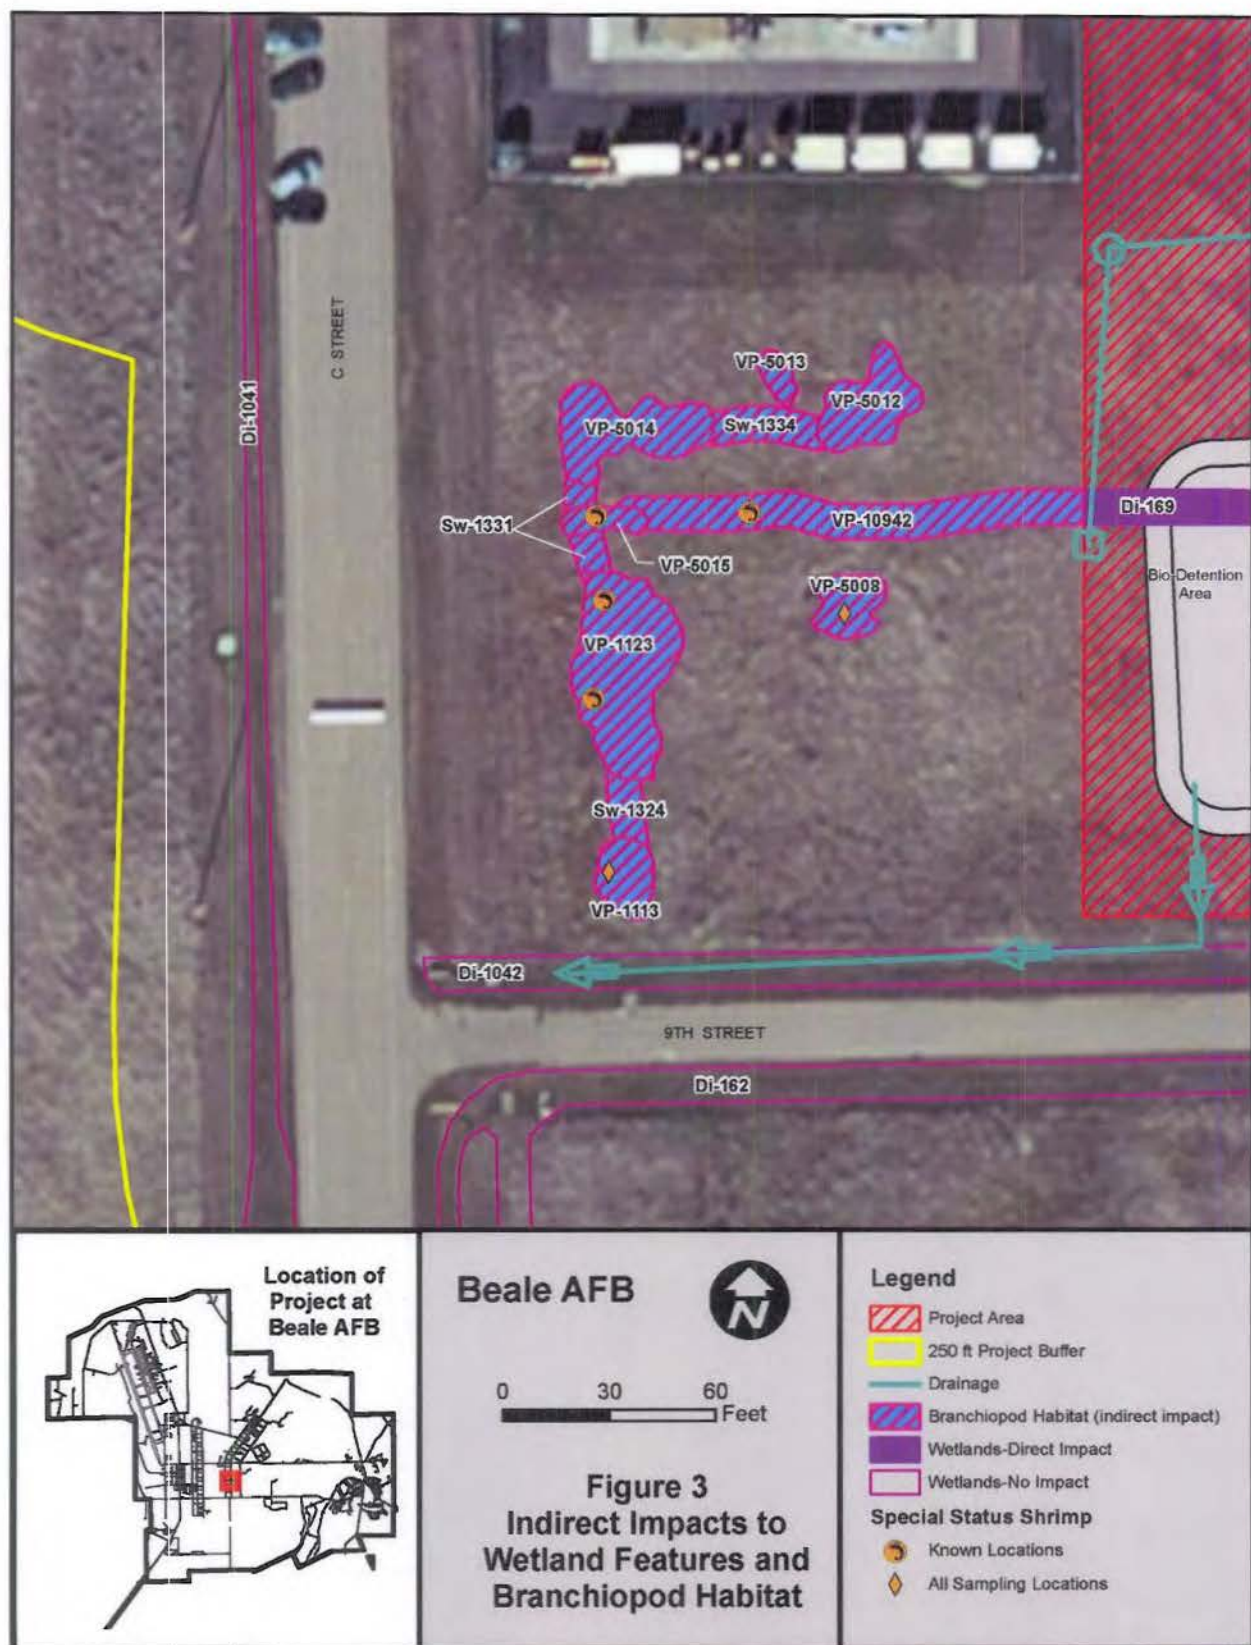 C STREET
Di-1041
VP-5013
VP-5012
VP-5014
Sw-1334
Sw-1331
Di-169
VP-10942
VP-5015
VP-5008
Bio-Detention
Area
VP-1123
Sw-1324
VP-1113
Di-1042
9TH STREET
Di-162
Location of
Project at
Beale AFB
Beale AFB
N
0 30 60
Feet
Figure 3
Indirect Impacts to
Wetland Features and
Branchiopod Habitat
Legend
Project Area
250 ft Project Buffer
Drainage
Branchiopod Habitat (indirect impact)
Wetlands-Direct Impact
Wetlands-No Impact
Special Status Shrimp
Known Locations
All Sampling Locations